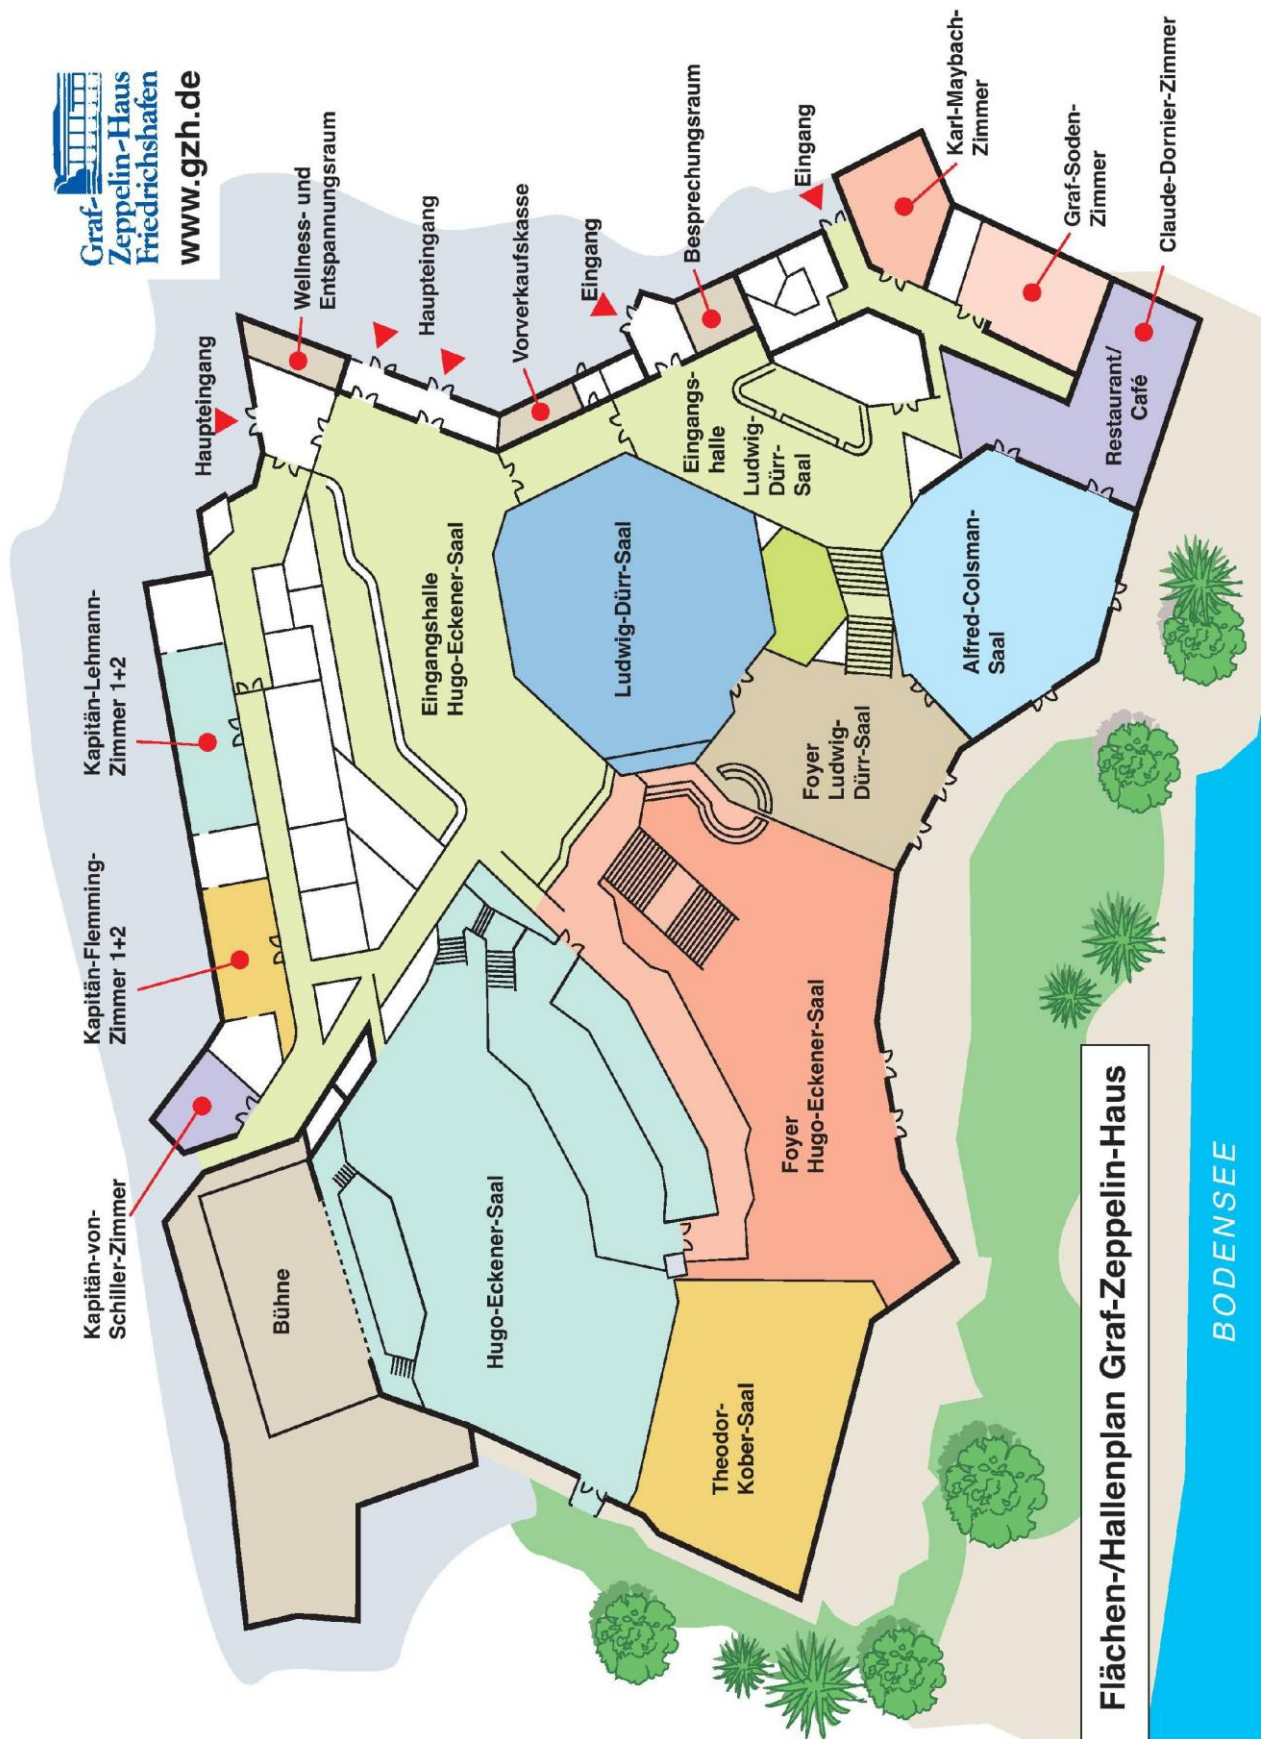 Graf-
Zeppelin-Haus
Friedrichshafen
www.gzh.de
Kapitän-von-
Schiller-Zimmer
Kapitän-Flemming-
Zimmer 1+2
Kapitän-Lehmann-
Zimmer 1+2
Haupteingang
Wellness- und
Entspannungsraum
Haupteingang
Vorverkaufskasse
Eingang
Besprechungsraum
Eingang
Karl-Maybach-
Zimmer
Graf-Soden-
Zimmer
Claude-Dornier-Zimmer
Bühne
Hugo-Eckener-Saal
Theodor-
Kober-Saal
Foyer
Hugo-Eckener-Saal
Eingangshalle
Hugo-Eckener-Saal
Ludwig-Dürr-Saal
Foyer
Ludwig-
Dürr-Saal
Eingangs-
halle
Ludwig-
Dürr-
Saal
Alfred-Colsman-
Saal
Restaurant/
Café
Flächen-/Hallenplan Graf-Zeppelin-Haus
BODENSEE